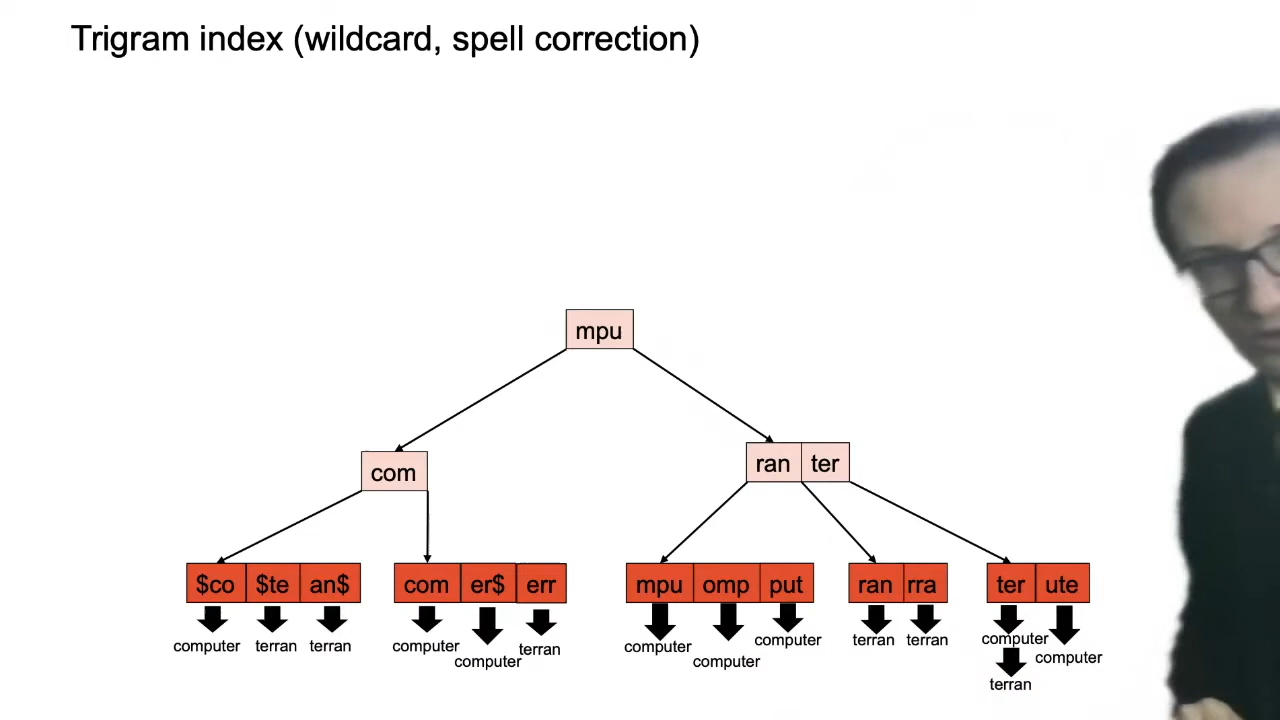 Trigram index (wildcard, spell correction)
mpu
com
ran ter
$co $te an$ com er$ err mpu omp put ran rra ter ute
computer terran terran computer computer terran computer computer computer terran terran computer computer
terran